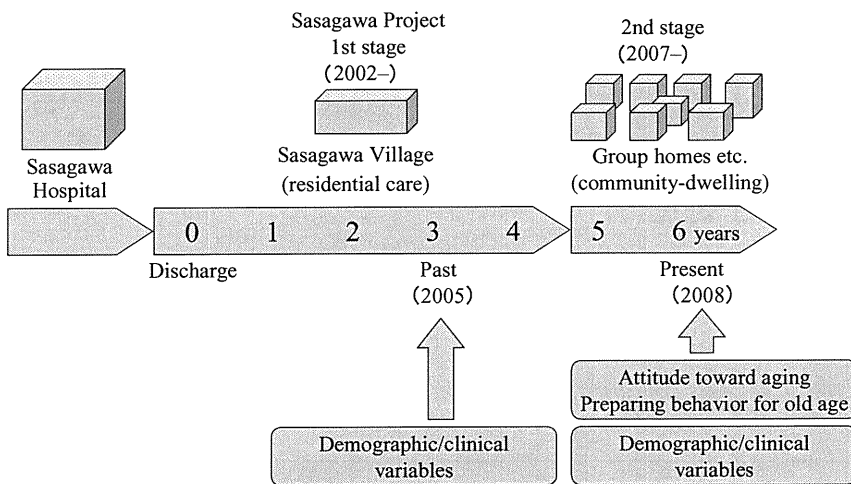 Sasagawa Project
1st stage
(2002–)
2nd stage
(2007–)
Sasagawa
Hospital
Sasagawa Village
(residential care)
Group homes etc.
(community-dwelling)
0 1 2 3 4 5 6 years
Discharge
Past
(2005)
Present
(2008)
Attitude toward aging
Preparing behavior for old age
Demographic/clinical
variables
Demographic/clinical
variables